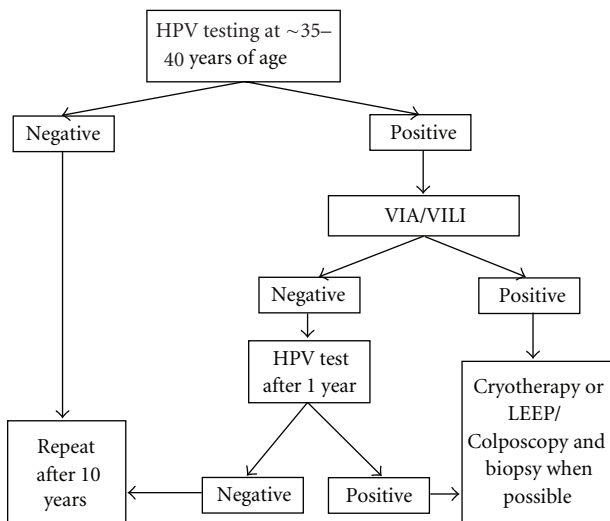 HPV testing at ~35–
40 years of age
Negative
Positive
VIA/VILI
Negative
Positive
HPV test
after 1 year
Cryotherapy or
LEEP/
Colposcopy and
biopsy when
possible
Repeat
after 10
years
Negative
Positive